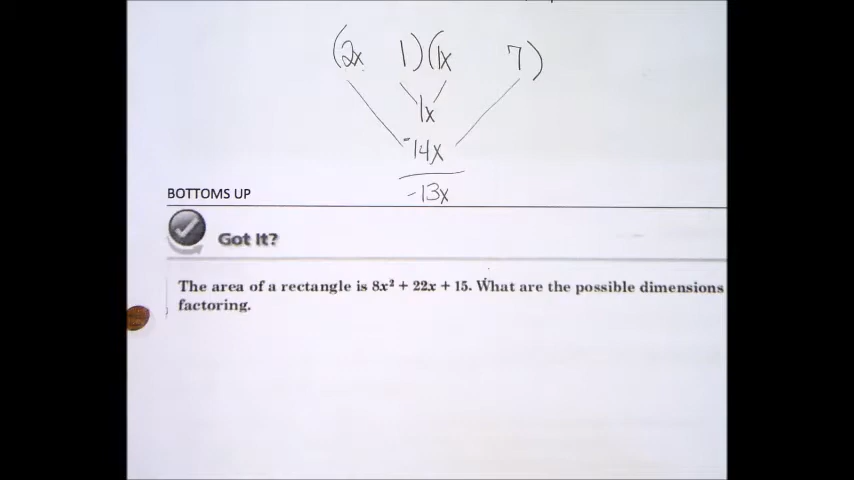 (2x 1)(1x 7)
1x
-14x
-13x
BOTTOMS UP
Got It?
The area of a rectangle is 8x² + 22x + 15. What are the possible dimensions
factoring.